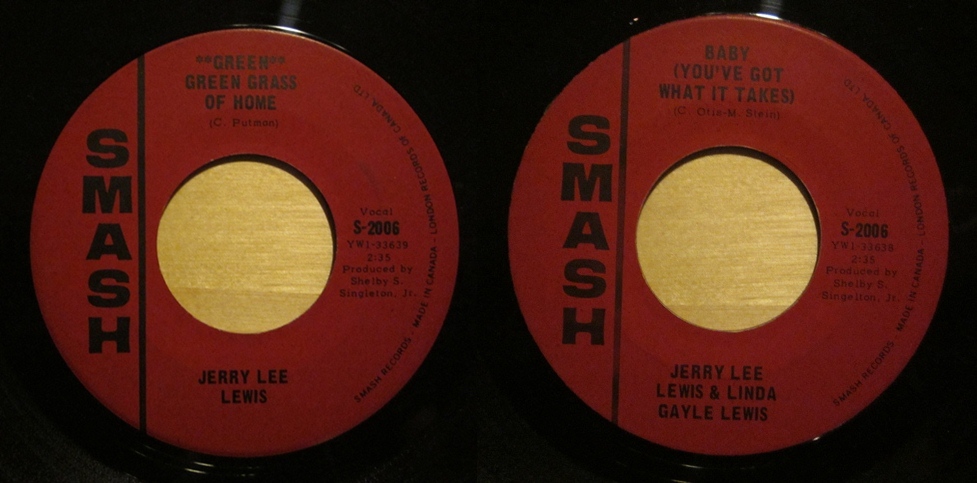 **GREEN**
GREEN GRASS
OF HOME
(C. Putman)
SMASH
Vocal
S-2006
YW1-33639
2:35
Produced by
Shelby S.
Singleton, Jr.
JERRY LEE
LEWIS
SMASH RECORDS - MADE IN CANADA - LONDON RECORDS OF CANADA LTD
BABY
(YOU'VE GOT
WHAT IT TAKES)
(C. Otis-M. Stein)
SMASH
Vocal
S-2006
YW1-33638
2:35
Produced by
Shelby S.
Singelton, Jr.
JERRY LEE
LEWIS & LINDA
GAYLE LEWIS
SMASH RECORDS - MADE IN CANADA - LONDON RECORDS OF CANADA LTD